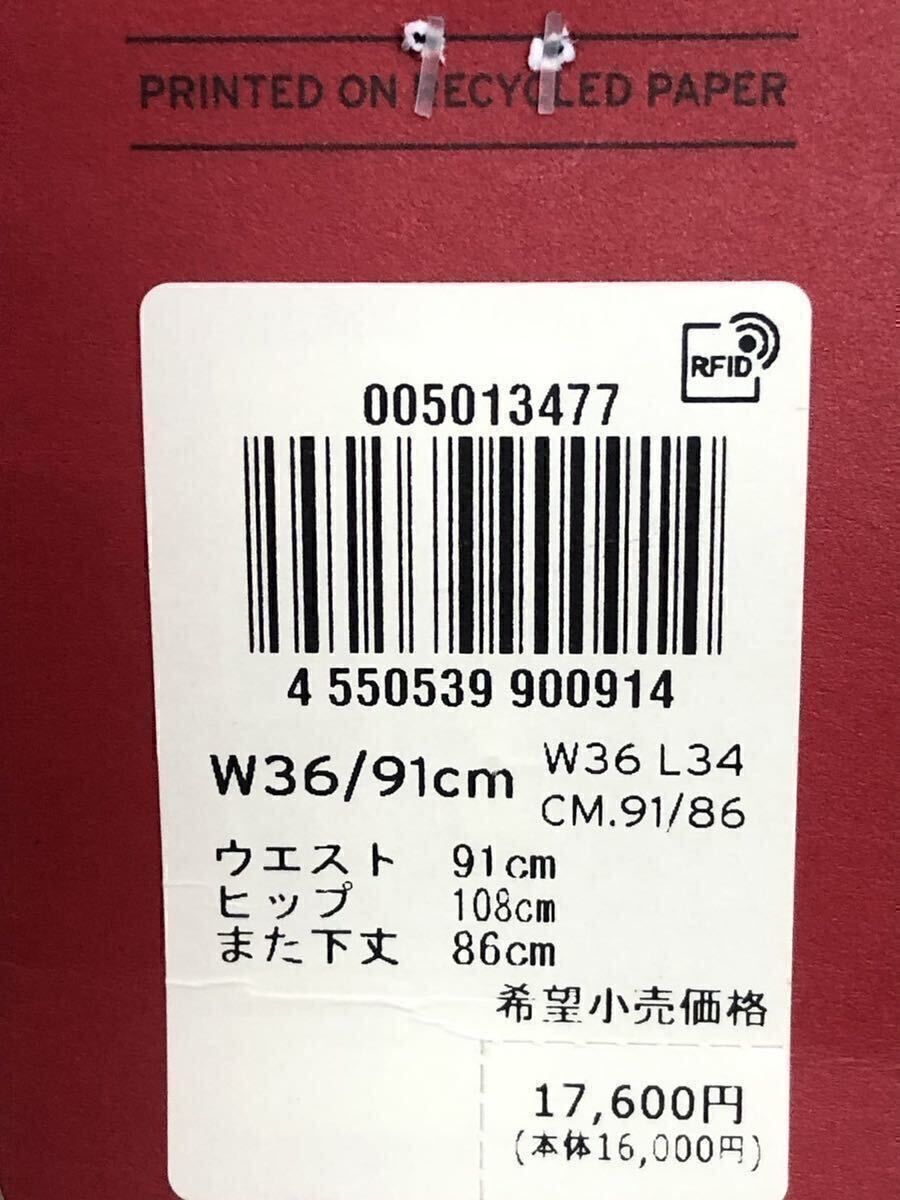 PRINTED ON RECYCLED PAPER
RFID
005013477
4 550539 900914
W36/91cm
W36 L34
CM.91/86
ウエスト 91cm
ヒップ 108cm
また下丈 86cm
希望小売価格
17,600円
(本体16,000円)